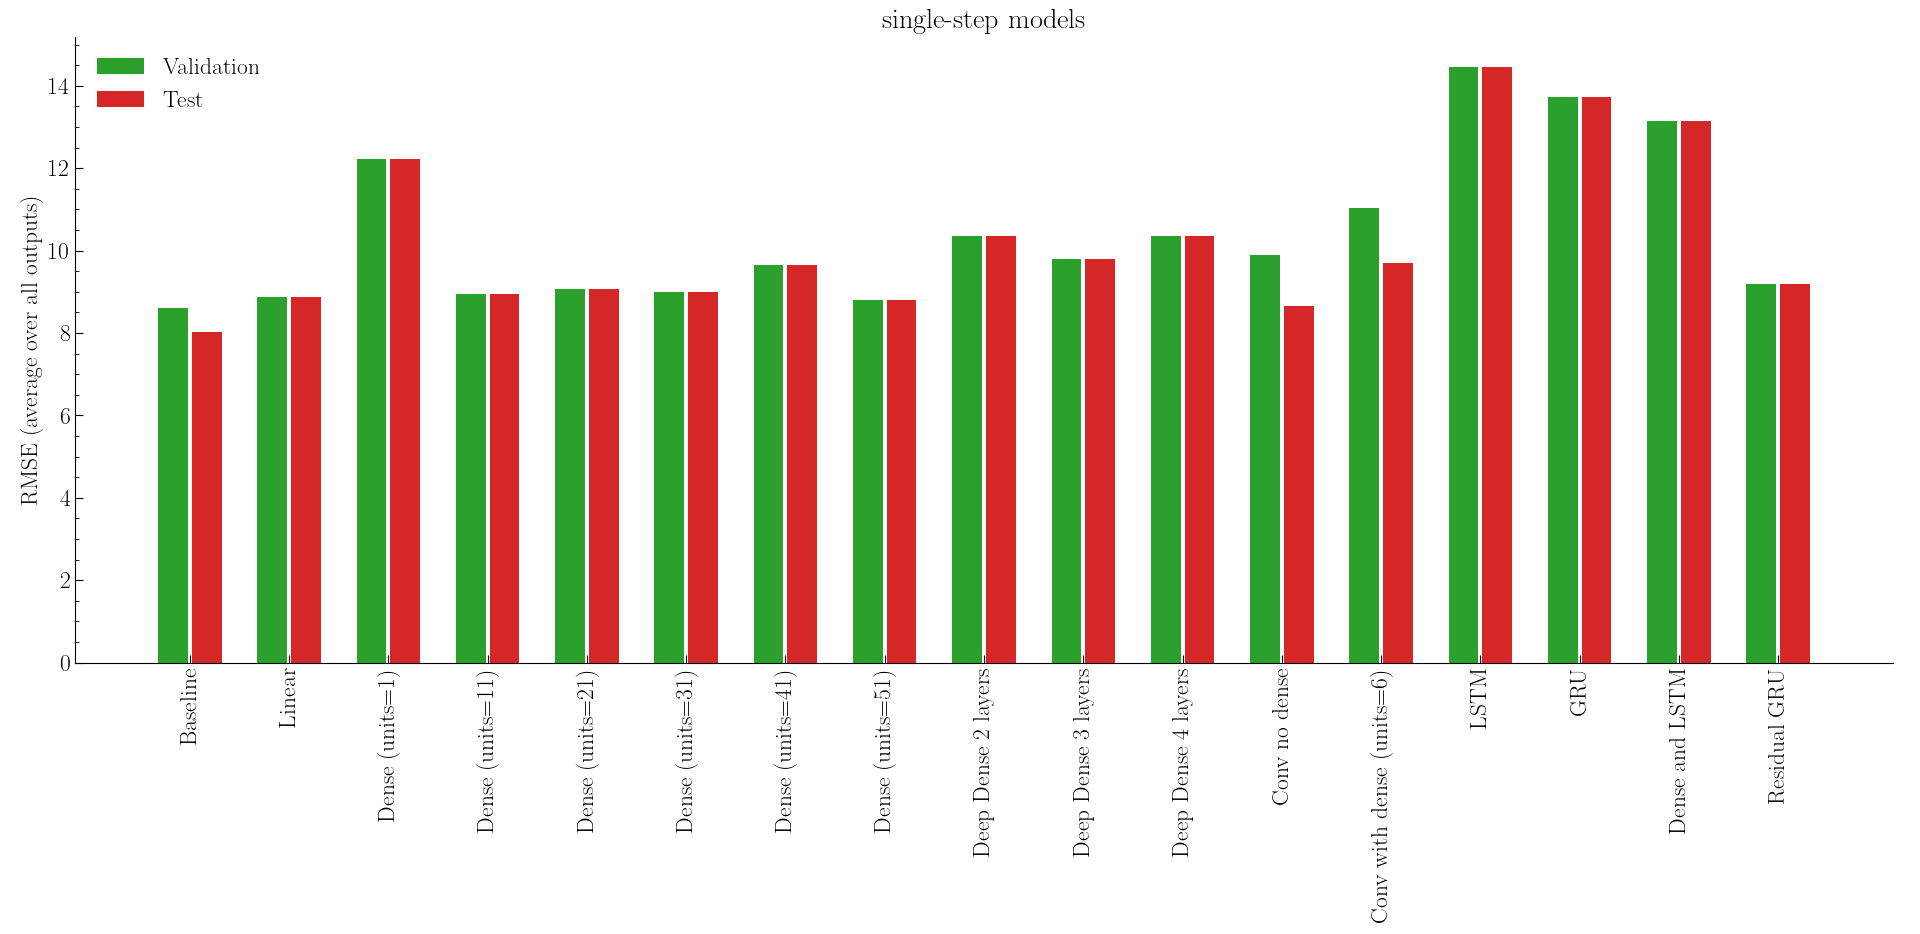 single-step models
Validation
Test
RMSE (average over all outputs)
14
12
10
8
6
4
2
0
Baseline
Linear
Dense (units=1)
Dense (units=11)
Dense (units=21)
Dense (units=31)
Dense (units=41)
Dense (units=51)
Deep Dense 2 layers
Deep Dense 3 layers
Deep Dense 4 layers
Conv no dense
Conv with dense (units=6)
LSTM
GRU
Dense and LSTM
Residual GRU